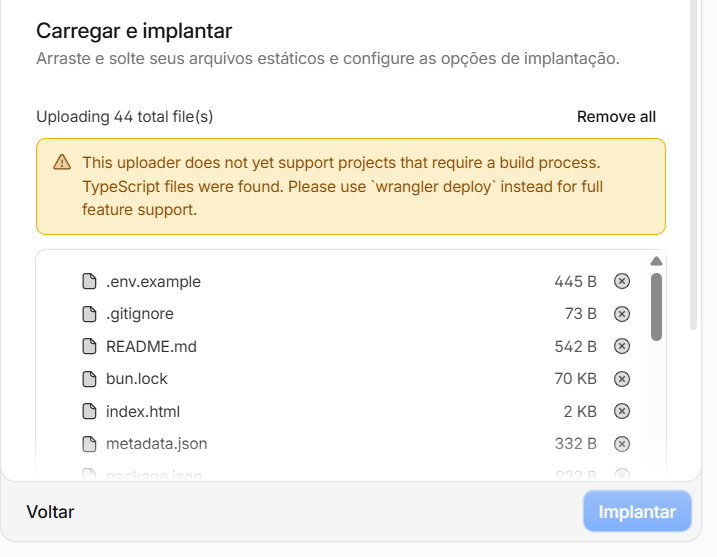 Carregar e implantar
Arraste e solte seus arquivos estáticos e configure as opções de implantação.
Uploading 44 total file(s) Remove all
This uploader does not yet support projects that require a build process.
TypeScript files were found. Please use `wrangler deploy` instead for full
feature support.
.env.example 445 B
.gitignore 73 B
README.md 542 B
bun.lock 70 KB
index.html 2 KB
metadata.json 332 B
package.json 922 B
Voltar Implantar